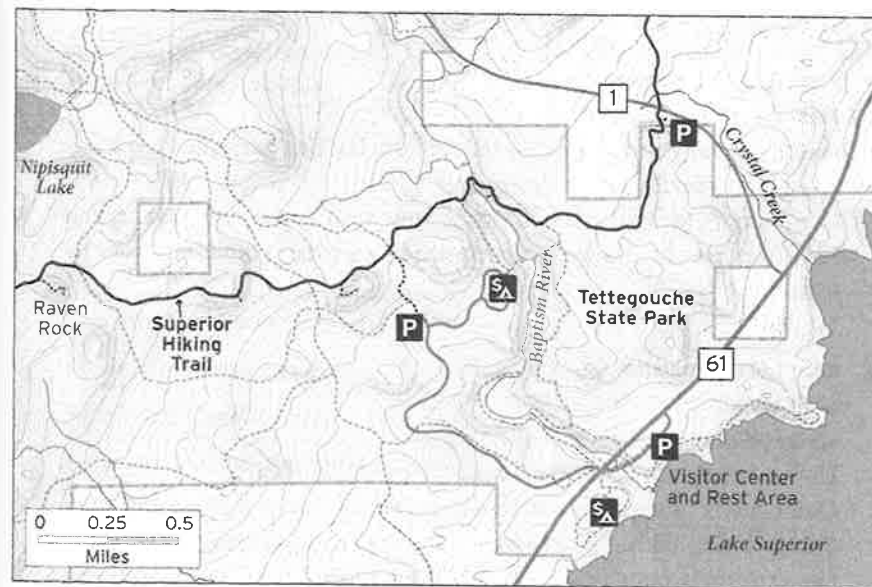 1
P
Crystal Creek
Nipisquit
Lake
Baptism River
$
Tettegouche
State Park
Raven
Rock
Superior
Hiking
Trail
P
61
P
Visitor Center
and Rest Area
$
0 0.25 0.5
Miles
Lake Superior